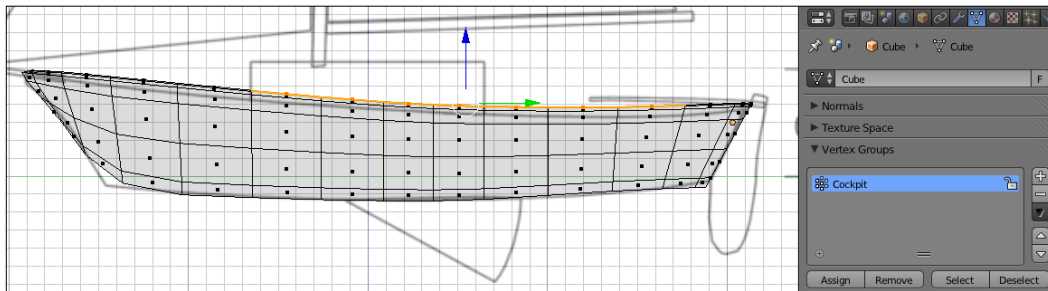 Cube Cube
Cube F
Normals
Texture Space
Vertex Groups
Cockpit
Assign Remove Select Deselect